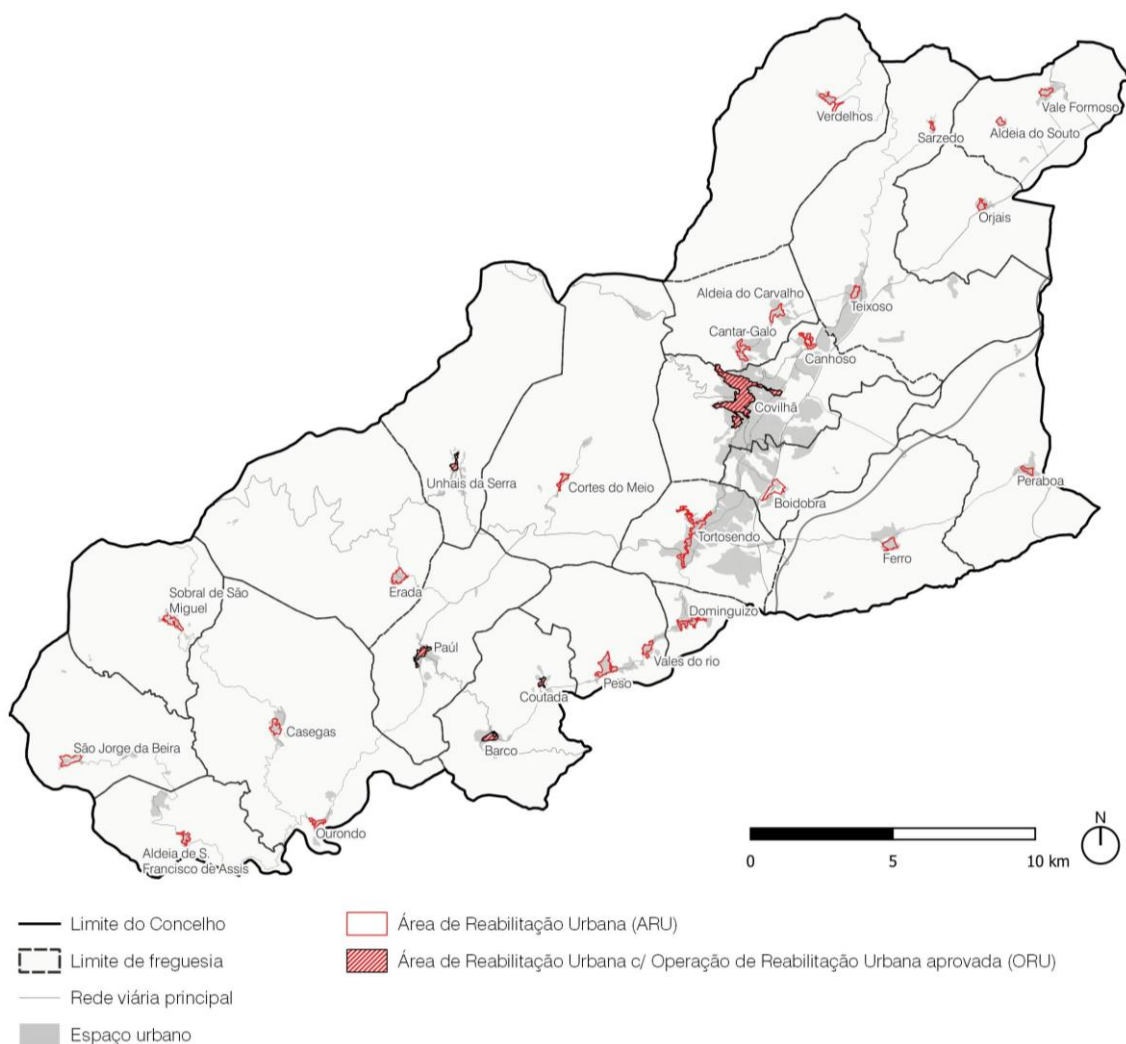 Verdelhos
Vale Formoso
Sarzedo
Aldeia do Souto
Orjais
Aldeia do Carvalho
Teixoso
Cantar-Galo
Canhoso
Covilhã
Unhais da Serra
Cortes do Meio
Boidobra
Peraboa
Tortosendo
Ferro
Erada
Sobral de São
Miguel
Dominguizo
Paúl
Vales do rio
Coutada
Peso
Casegas
Barco
São Jorge da Beira
Ourondo
Aldeia de S.
Francisco de Assis
N
0 5 10 km
Limite do Concelho
Limite de freguesia
Rede viária principal
Espaço urbano
Área de Reabilitação Urbana (ARU)
Área de Reabilitação Urbana c/ Operação de Reabilitação Urbana aprovada (ORU)